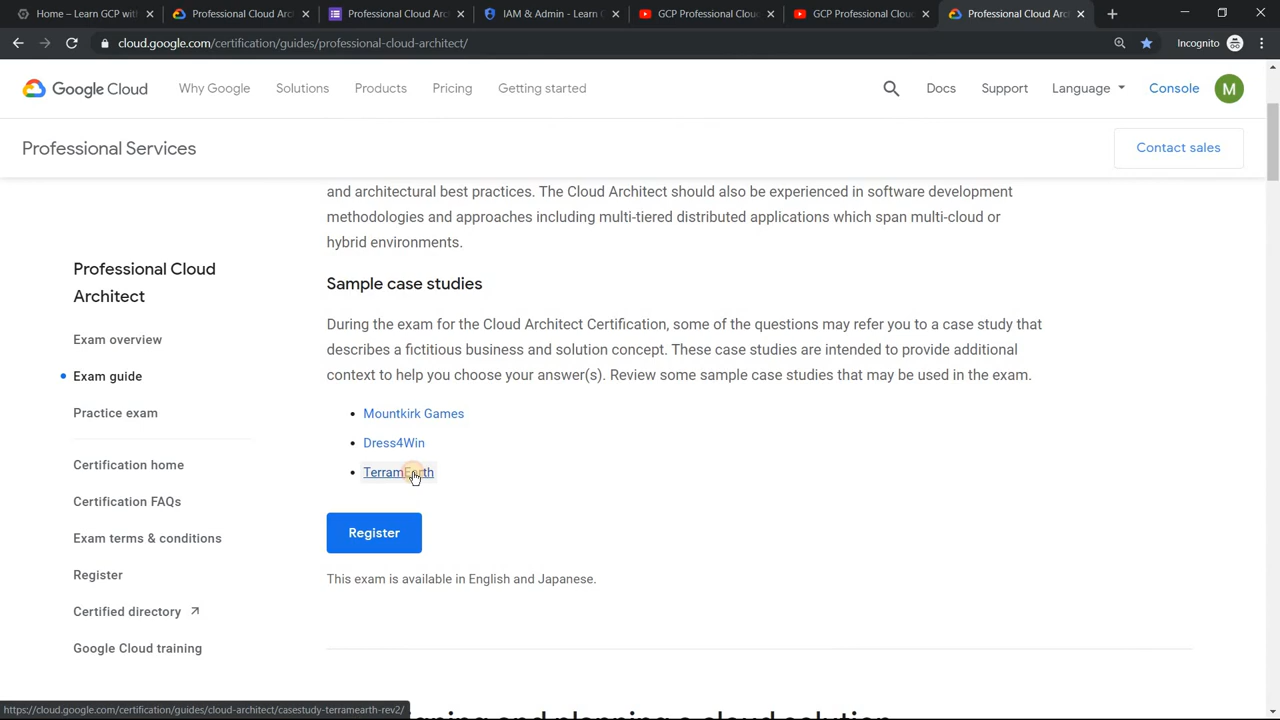 Home – Learn GCP wit
Professional Cloud Arc
Professional Cloud Arc
IAM & Admin - Learn
GCP Professional Clou
GCP Professional Clou
Professional Cloud Arc
cloud.google.com/certification/guides/professional-cloud-architect/
Incognito
Google Cloud
Why Google
Solutions
Products
Pricing
Getting started
Docs
Support
Language
Console
M
Professional Services
Contact sales
and architectural best practices. The Cloud Architect should also be experienced in software development
methodologies and approaches including multi-tiered distributed applications which span multi-cloud or
hybrid environments.
Professional Cloud
Architect
Exam overview
Exam guide
Practice exam
Certification home
Certification FAQs
Exam terms & conditions
Register
Certified directory
Google Cloud training
Sample case studies
During the exam for the Cloud Architect Certification, some of the questions may refer you to a case study that
describes a fictitious business and solution concept. These case studies are intended to provide additional
context to help you choose your answer(s). Review some sample case studies that may be used in the exam.
• Mountkirk Games
• Dress4Win
• TerramEarth
Register
This exam is available in English and Japanese.
planning a cloud solution
https://cloud.google.com/certification/guides/cloud-architect/casestudy-terramearth-rev2/